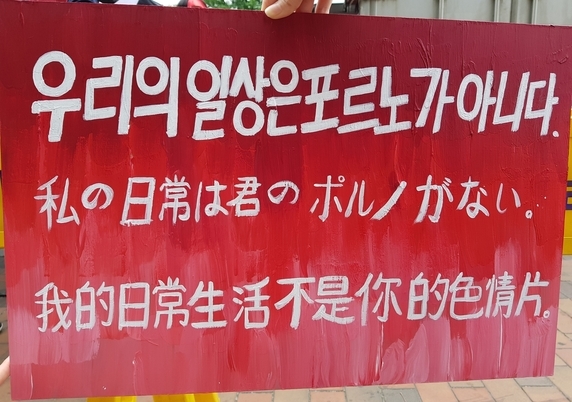 우리의 일상은 포르노가 아니다.
私の日常は君のポルノがない。
我的日常生活不是你的色情片。